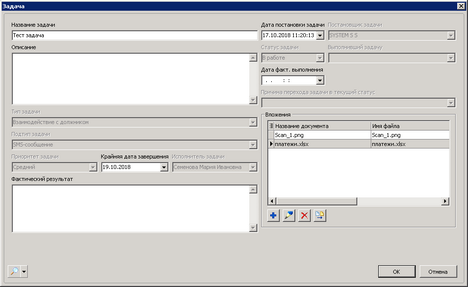 Задача
Название задачи
Тест задача
Дата постановки задачи
17.10.2018 11:20:13
Постановщик задачи
SYSTEM S S
Описание
Статус задачи
В работе
Выполнивший задачу
Дата факт. выполнения
. . : :
Причина перехода задачи в текущий статус
Тип задачи
Взаимодействие с должником
Подтип задачи
SMS-сообщение
Приоритет задачи
Средний
Крайняя дата завершения
19.10.2018
Исполнитель задачи
Семенова Мария Ивановна
Фактический результат
Вложения
Название документа
Имя файла
Scan_1.png
Scan_1.png
платежи.xlsx
платежи.xlsx
OK
Отмена